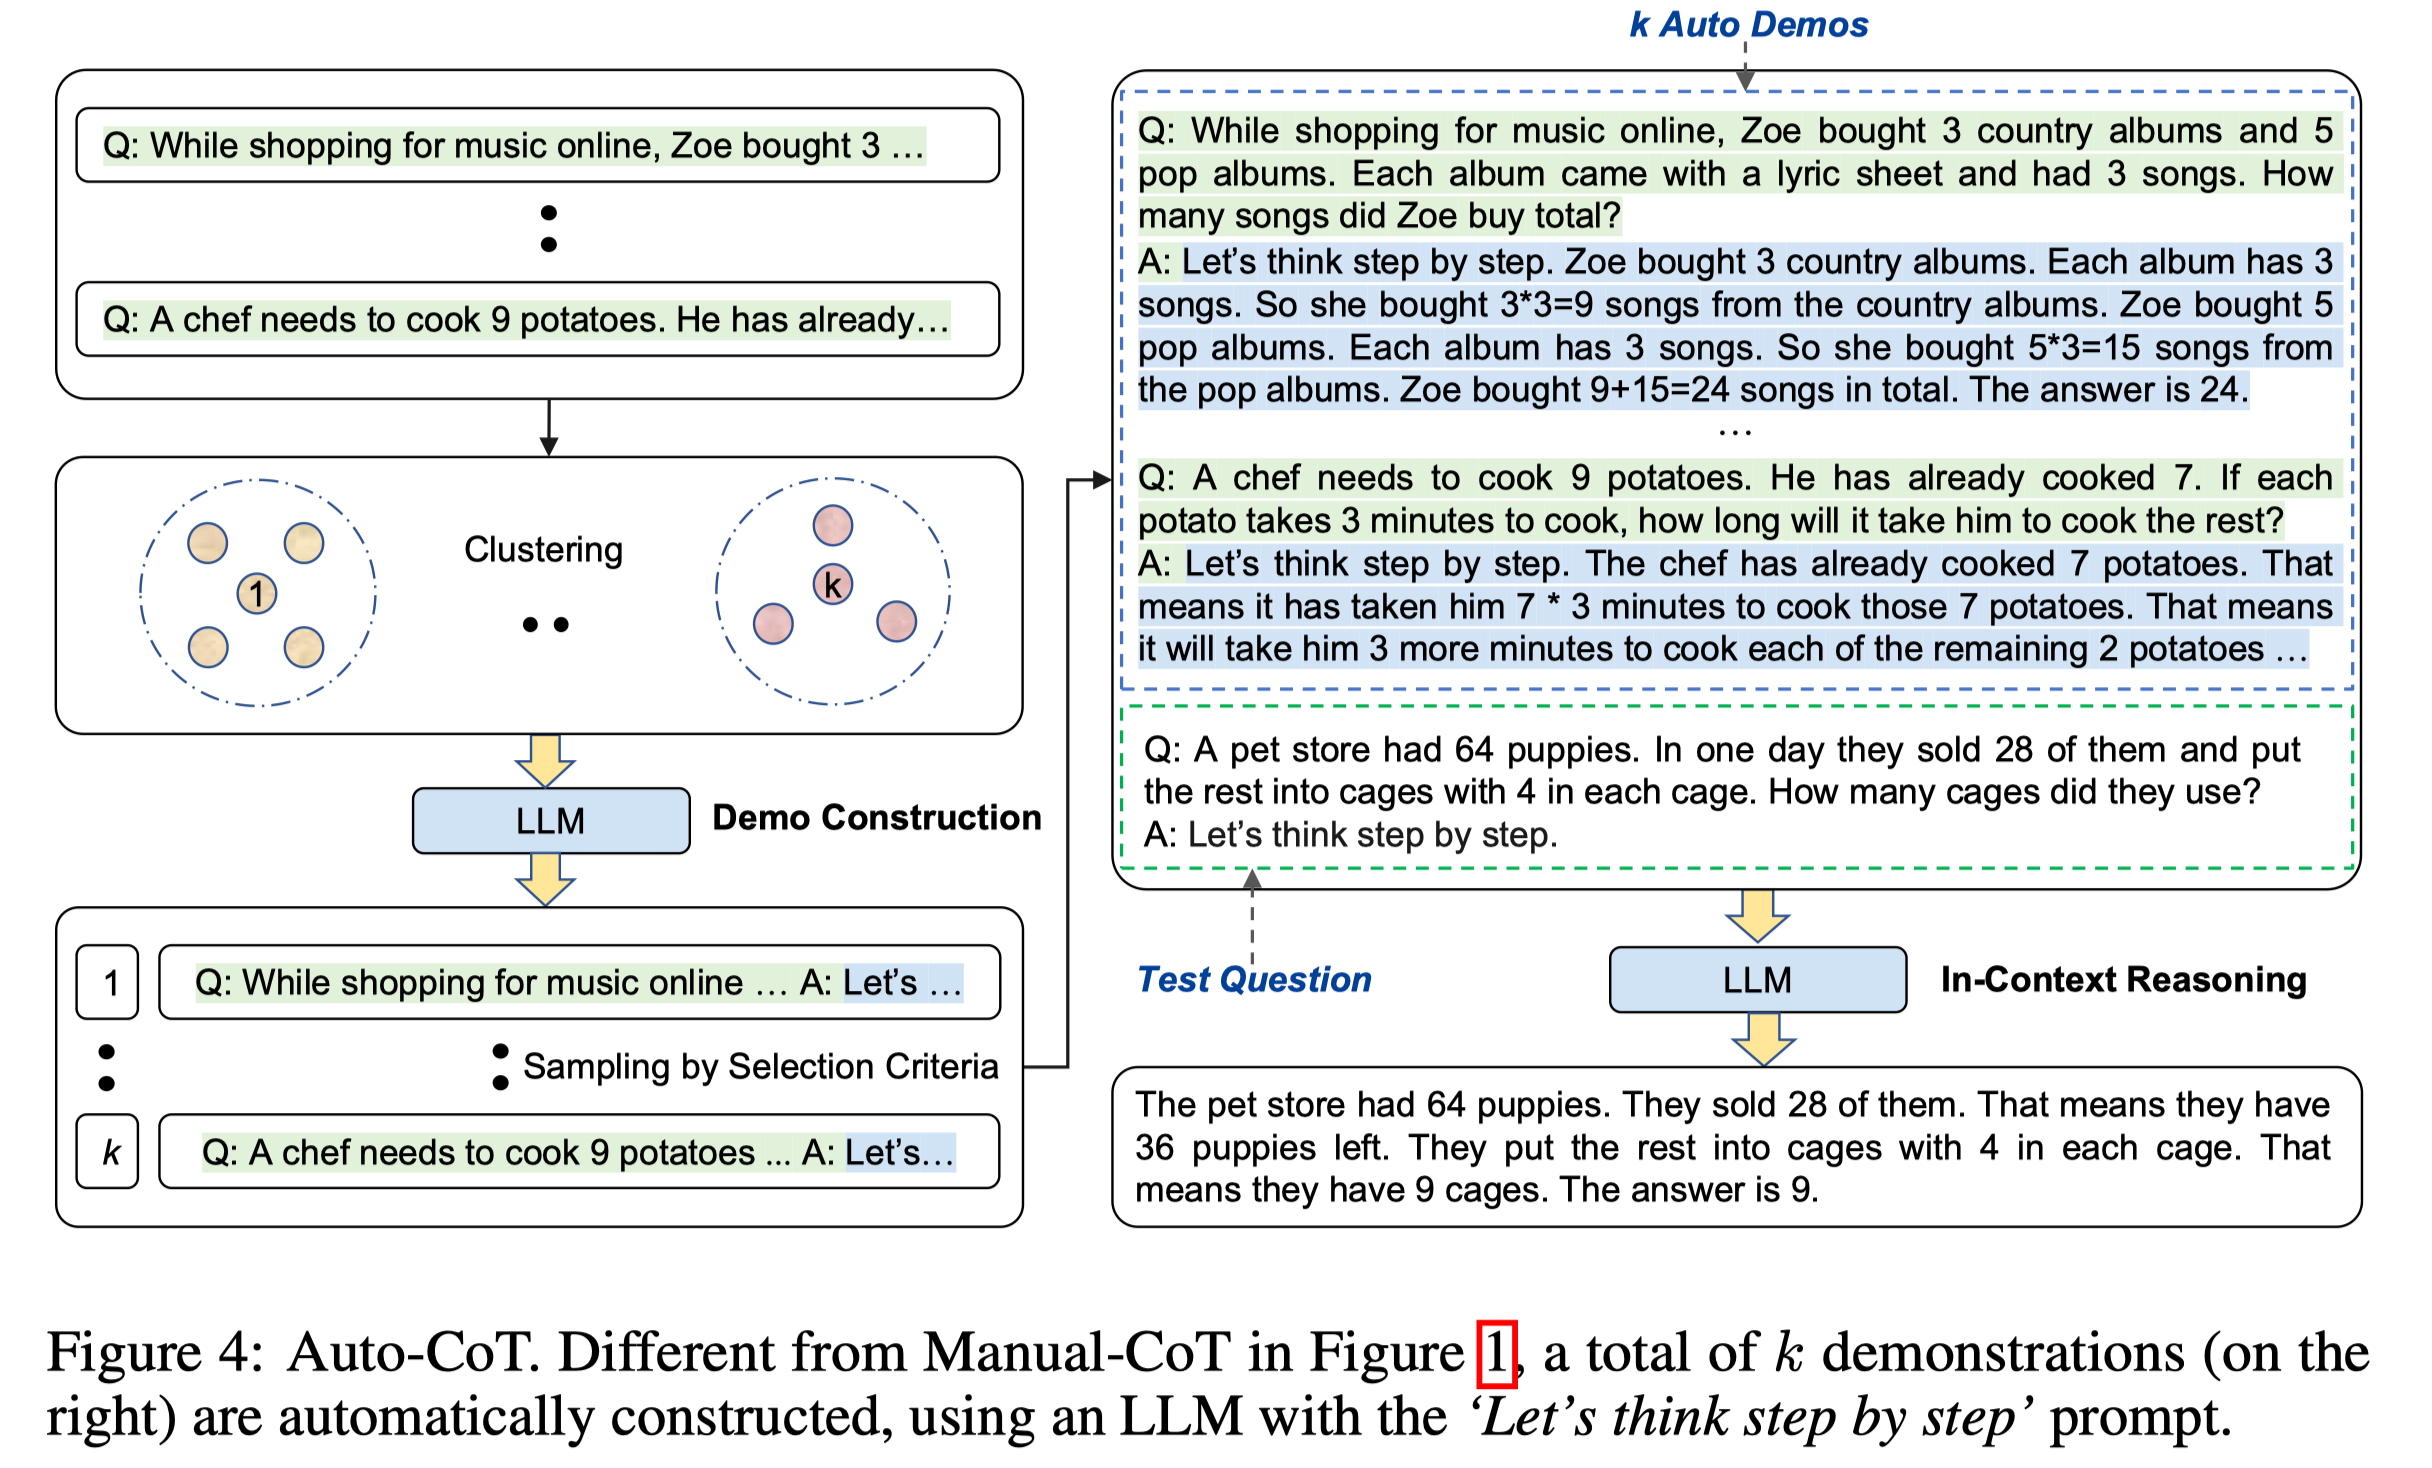 Q: While shopping for music online, Zoe bought 3 …
Q: A chef needs to cook 9 potatoes. He has already…
Clustering
1
k
LLM
Demo Construction
1
Q: While shopping for music online … A: Let’s …
Sampling by Selection Criteria
k
Q: A chef needs to cook 9 potatoes ... A: Let’s…
k Auto Demos
Q: While shopping for music online, Zoe bought 3 country albums and 5
pop albums. Each album came with a lyric sheet and had 3 songs. How
many songs did Zoe buy total?
A: Let’s think step by step. Zoe bought 3 country albums. Each album has 3
songs. So she bought 3*3=9 songs from the country albums. Zoe bought 5
pop albums. Each album has 3 songs. So she bought 5*3=15 songs from
the pop albums. Zoe bought 9+15=24 songs in total. The answer is 24.
…
Q: A chef needs to cook 9 potatoes. He has already cooked 7. If each
potato takes 3 minutes to cook, how long will it take him to cook the rest?
A: Let’s think step by step. The chef has already cooked 7 potatoes. That
means it has taken him 7 * 3 minutes to cook those 7 potatoes. That means
it will take him 3 more minutes to cook each of the remaining 2 potatoes …
Q: A pet store had 64 puppies. In one day they sold 28 of them and put
the rest into cages with 4 in each cage. How many cages did they use?
A: Let’s think step by step.
Test Question
LLM
In-Context Reasoning
The pet store had 64 puppies. They sold 28 of them. That means they have
36 puppies left. They put the rest into cages with 4 in each cage. That
means they have 9 cages. The answer is 9.
Figure 4: Auto-CoT. Different from Manual-CoT in Figure 1, a total of k demonstrations (on the
right) are automatically constructed, using an LLM with the ‘Let’s think step by step’ prompt.